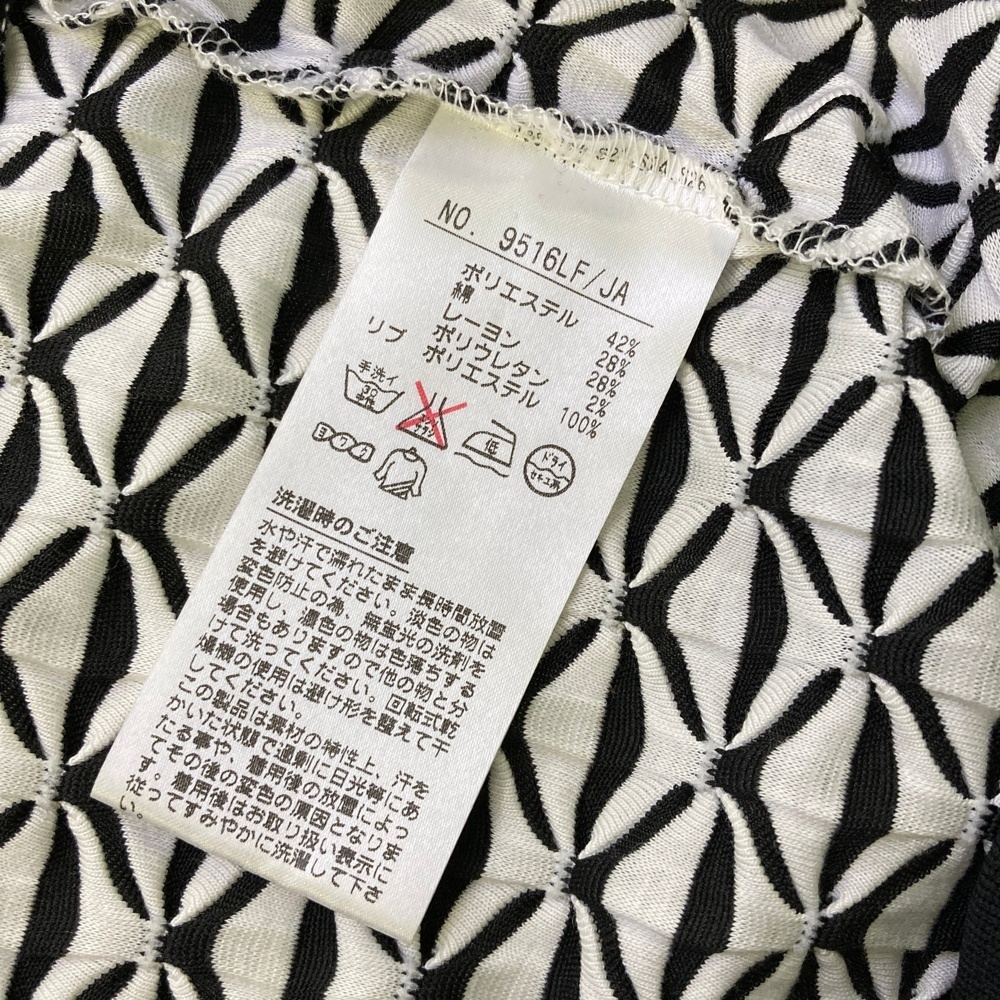 NO. 9516LF/JA
ポリエステル 42%
綿 28%
レーヨン 28%
ポリウレタン 2%
リブ ポリエステル 100%
手洗イ
30
中性
エンソ
サラシ
低
ドライ
セキユ系
ヨワク
洗濯時のご注意
水や汗で濡れたまま長時間放置
を避けてください。淡色の物は
変色防止の為、無蛍光の洗剤を
使用し、濃色の物は色落ちする
場合もありますので他の物と分
けて洗ってください。回転式乾
燥機の使用は避け形を整えて干
してください。
この製品は素材の特性上、汗を
かいた状態で過剰に日光等にあ
たる事や、着用後の放置によっ
てその後の変色の原因となりま
す。着用後はお取り扱い表示に
従ってすみやかに洗濯して下さ
い。